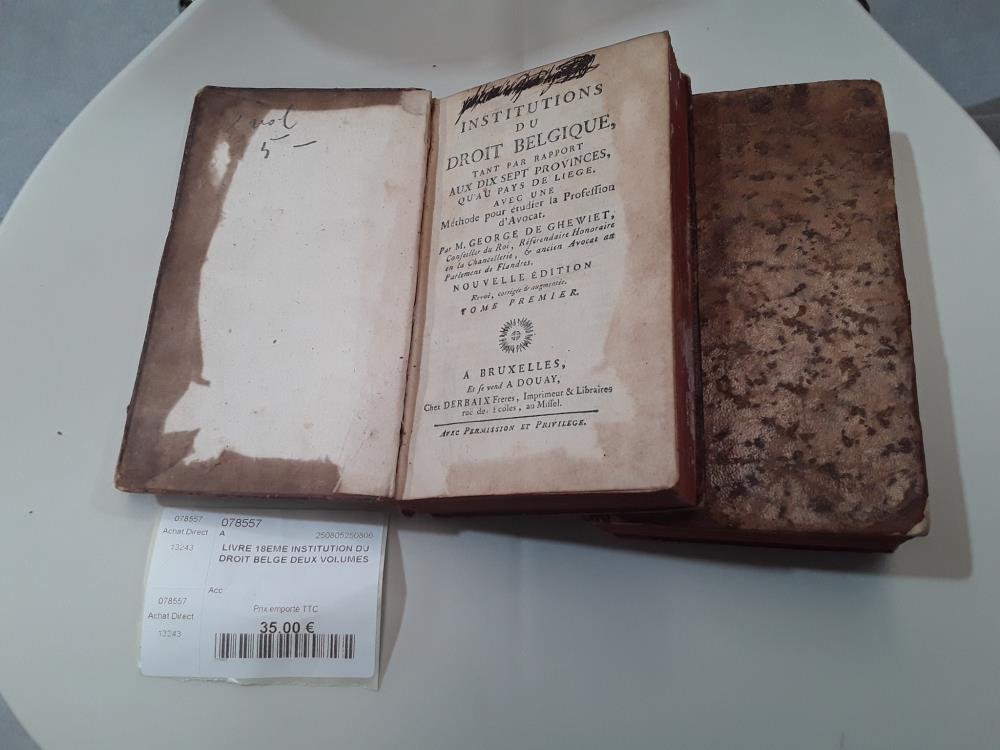 vol
5 -
INSTITUTIONS
DU
DROIT BELGIQUE,
TANT PAR RAPPORT
AUX DIX SEPT PROVINCES,
QU'AU PAYS DE LIEGE.
AVEC UNE
Méthode pour étudier la Profession
d'Avocat.
Par M. GEORGE DE GHEWIET,
Conseiller du Roi, Référendaire Honoraire
en la Chancellerie, & ancien Avocat au
Parlement de Flandres.
NOUVELLE ÉDITION
Revuë, corrigée & augmentée.
TOME PREMIER.
A BRUXELLES,
Et se vend A DOUAY,
Chez DERBAIX Freres, Imprimeur & Libraires
rue des Ecoles, au Missel.
AVEC PERMISSION ET PRIVILEGE.
078557
Achat Direct
13243
078557
A
250805250806
LIVRE 18EME INSTITUTION DU
DROIT BELGE DEUX VOLUMES
Acc
078557
Achat Direct
13243
Prix emporté TTC
35.00 €